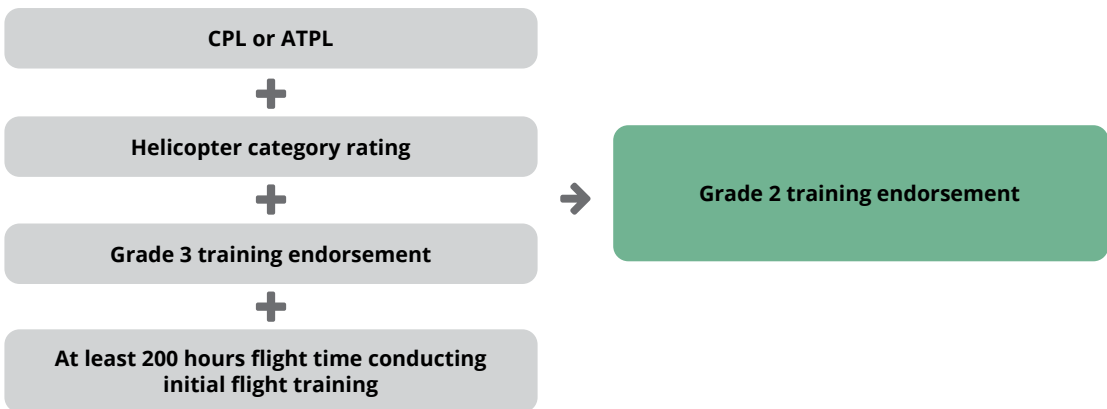 CPL or ATPL
Helicopter category rating
Grade 3 training endorsement
At least 200 hours flight time conducting
initial flight training
Grade 2 training endorsement